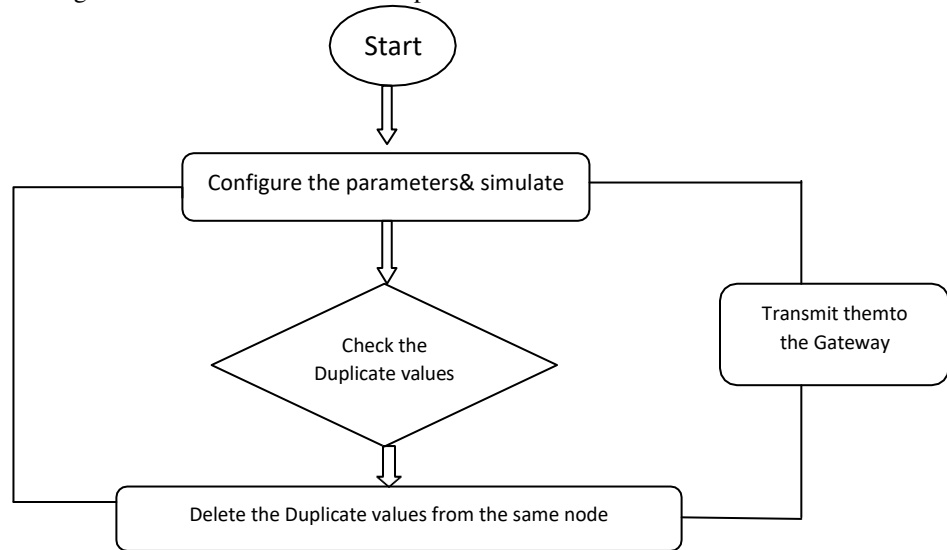 Start
Configure the parameters& simulate
Check the
Duplicate values
Transmit themto
the Gateway
Delete the Duplicate values from the same node